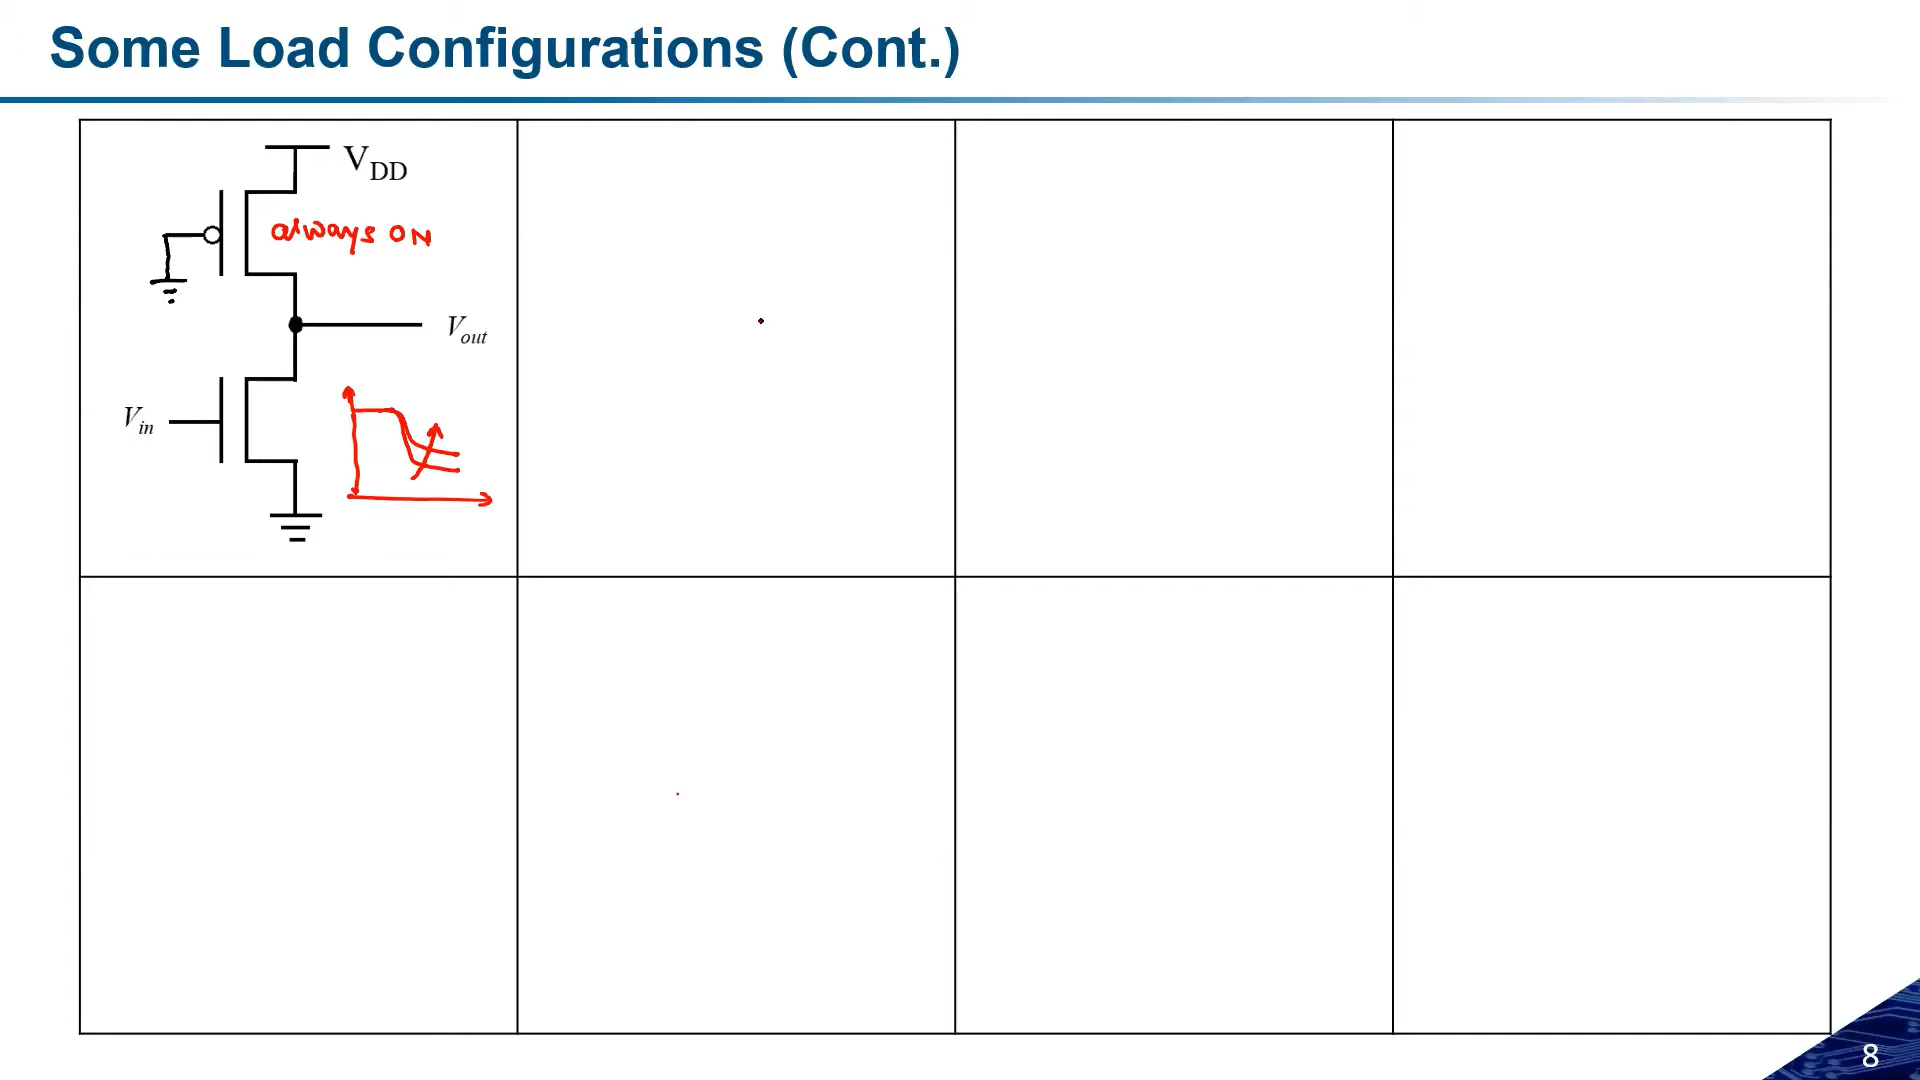 Some Load Configurations (Cont.)
V_DD
always ON
V_out
V_in
8